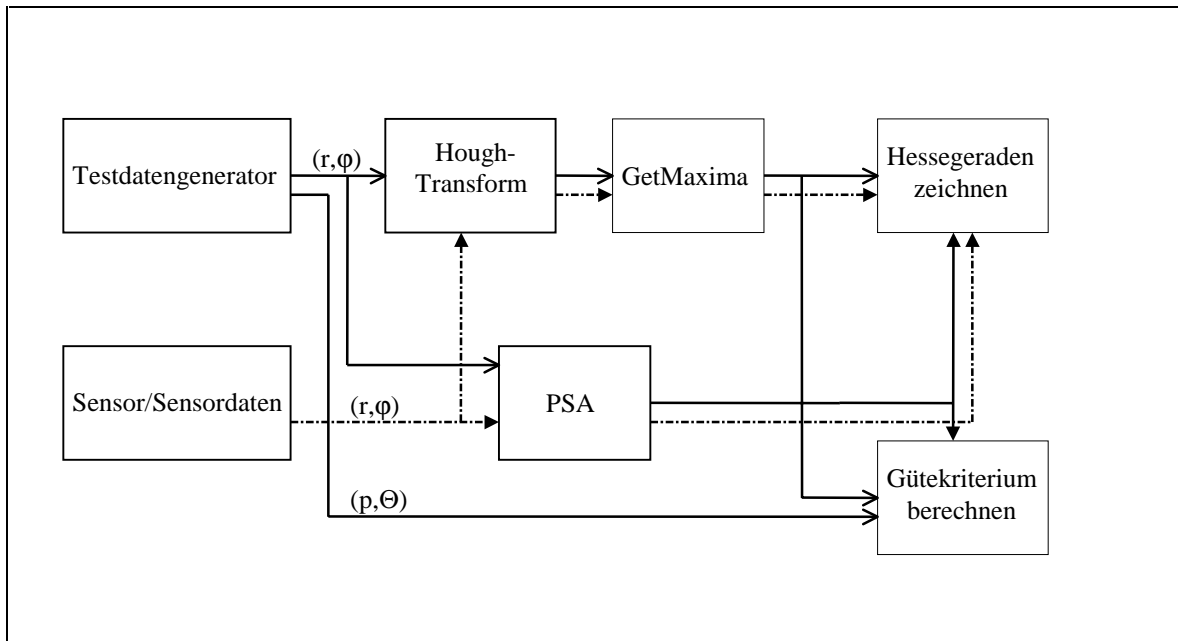 Testdatengenerator
(r,φ)
Hough-
Transform
GetMaxima
Hessegeraden
zeichnen
Sensor/Sensordaten
(r,φ)
PSA
(p,Θ)
Gütekriterium
berechnen